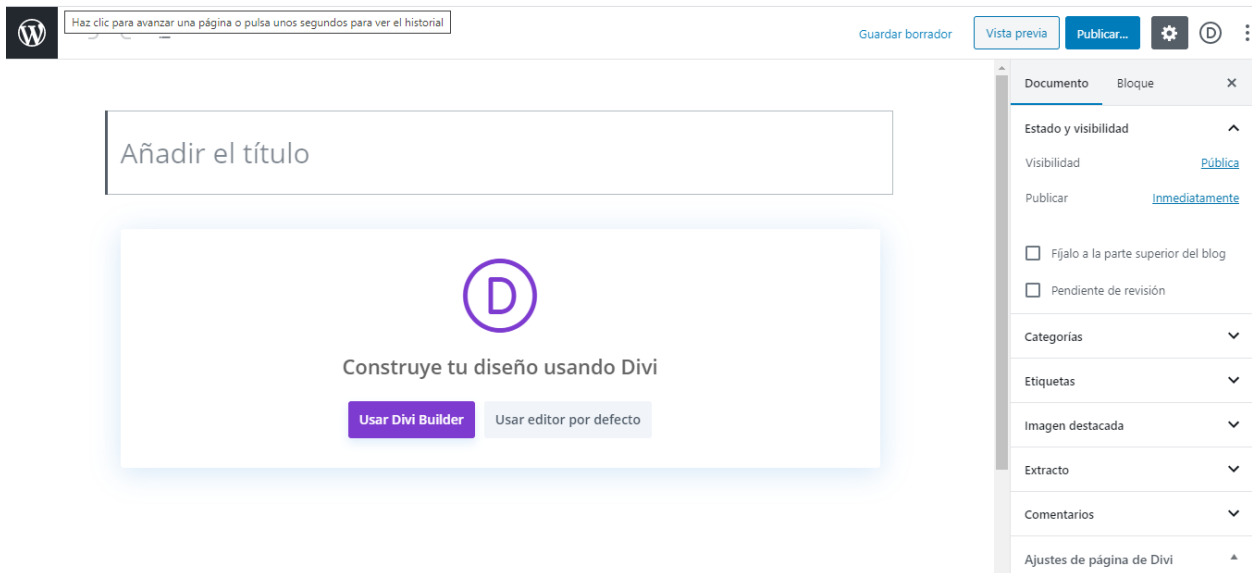 Haz clic para avanzar una página o pulsa unos segundos para ver el historial
Guardar borrador
Vista previa
Publicar...
Documento
Bloque
Estado y visibilidad
Visibilidad
Pública
Publicar
Inmediatamente
Fíjalo a la parte superior del blog
Pendiente de revisión
Categorías
Etiquetas
Imagen destacada
Extracto
Comentarios
Ajustes de página de Divi
Añadir el título
D
Construye tu diseño usando Divi
Usar Divi Builder
Usar editor por defecto